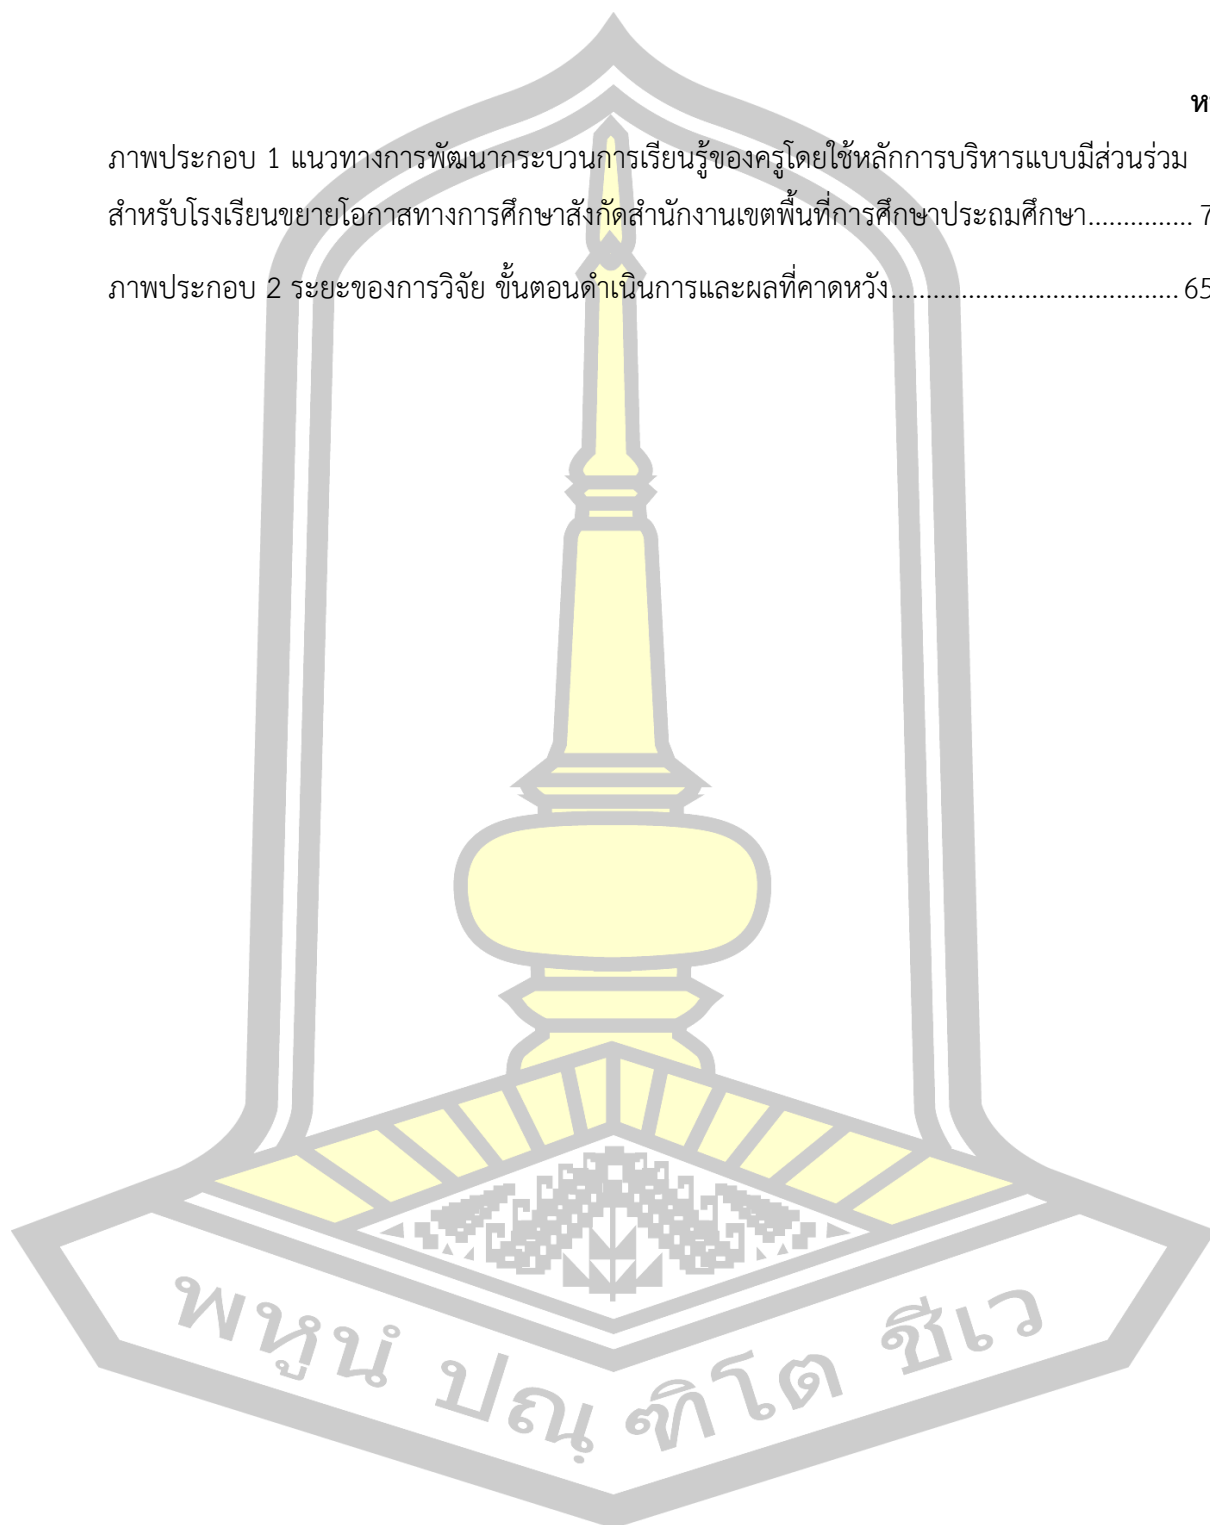 ภาพประกอบ 1 แนวทางการพัฒนากระบวนการเรียนรู้ของครูโดยใช้หลักการบริหารแบบมีส่วนร่วม
สำหรับโรงเรียนขยายโอกาสทางการศึกษาสังกัดสำนักงานเขตพื้นที่การศึกษาประถมศึกษา.............. 7
ภาพประกอบ 2 ระยะของการวิจัย ขั้นตอนดำเนินการและผลที่คาดหวัง......................................... 65
พหูนํ ปณฺ ฑิโต ชีเว